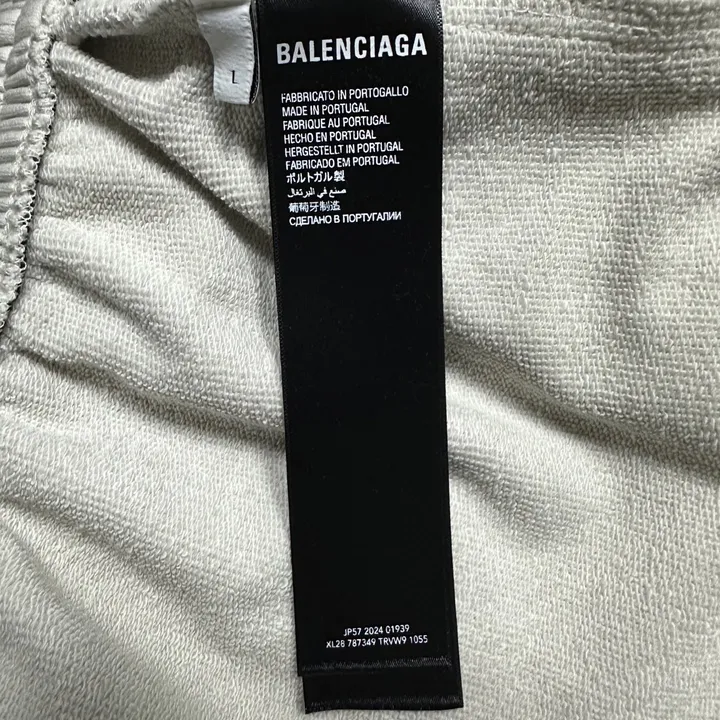 L
BALENCIAGA
FABBRICATO IN PORTOGALLO
MADE IN PORTUGAL
FABRIQUE AU PORTUGAL
HECHO EN PORTUGAL
HERGESTELLT IN PORTUGAL
FABRICADO EM PORTUGAL
ポルトガル製
صنع في البرتغال
葡萄牙制造
СДЕЛАНО В ПОРТУГАЛИИ
JP57 2024 01939
XL28 787349 TRVW9 1055